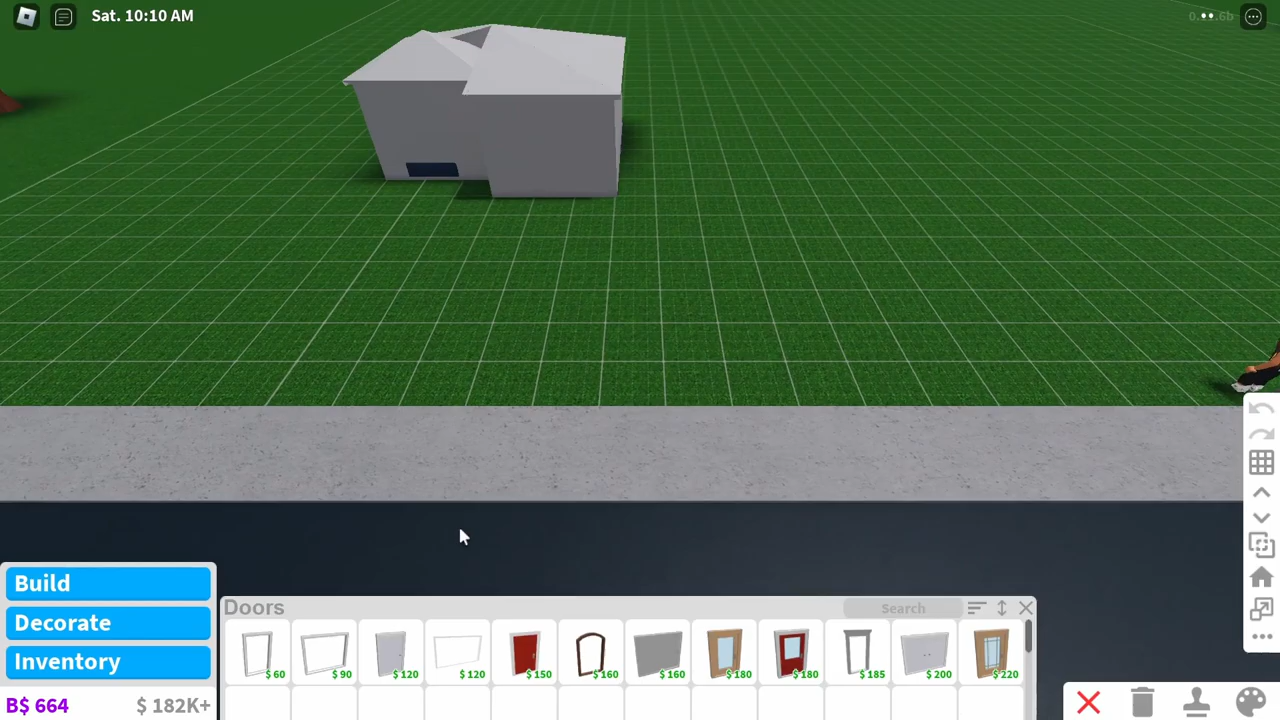 Sat. 10:10 AM
Build
Decorate
Inventory
B$ 664
$ 182K+
Doors
Search
$ 60
$ 90
$ 120
$ 120
$ 150
$ 160
$ 160
$ 180
$ 180
$ 185
$ 200
$ 220